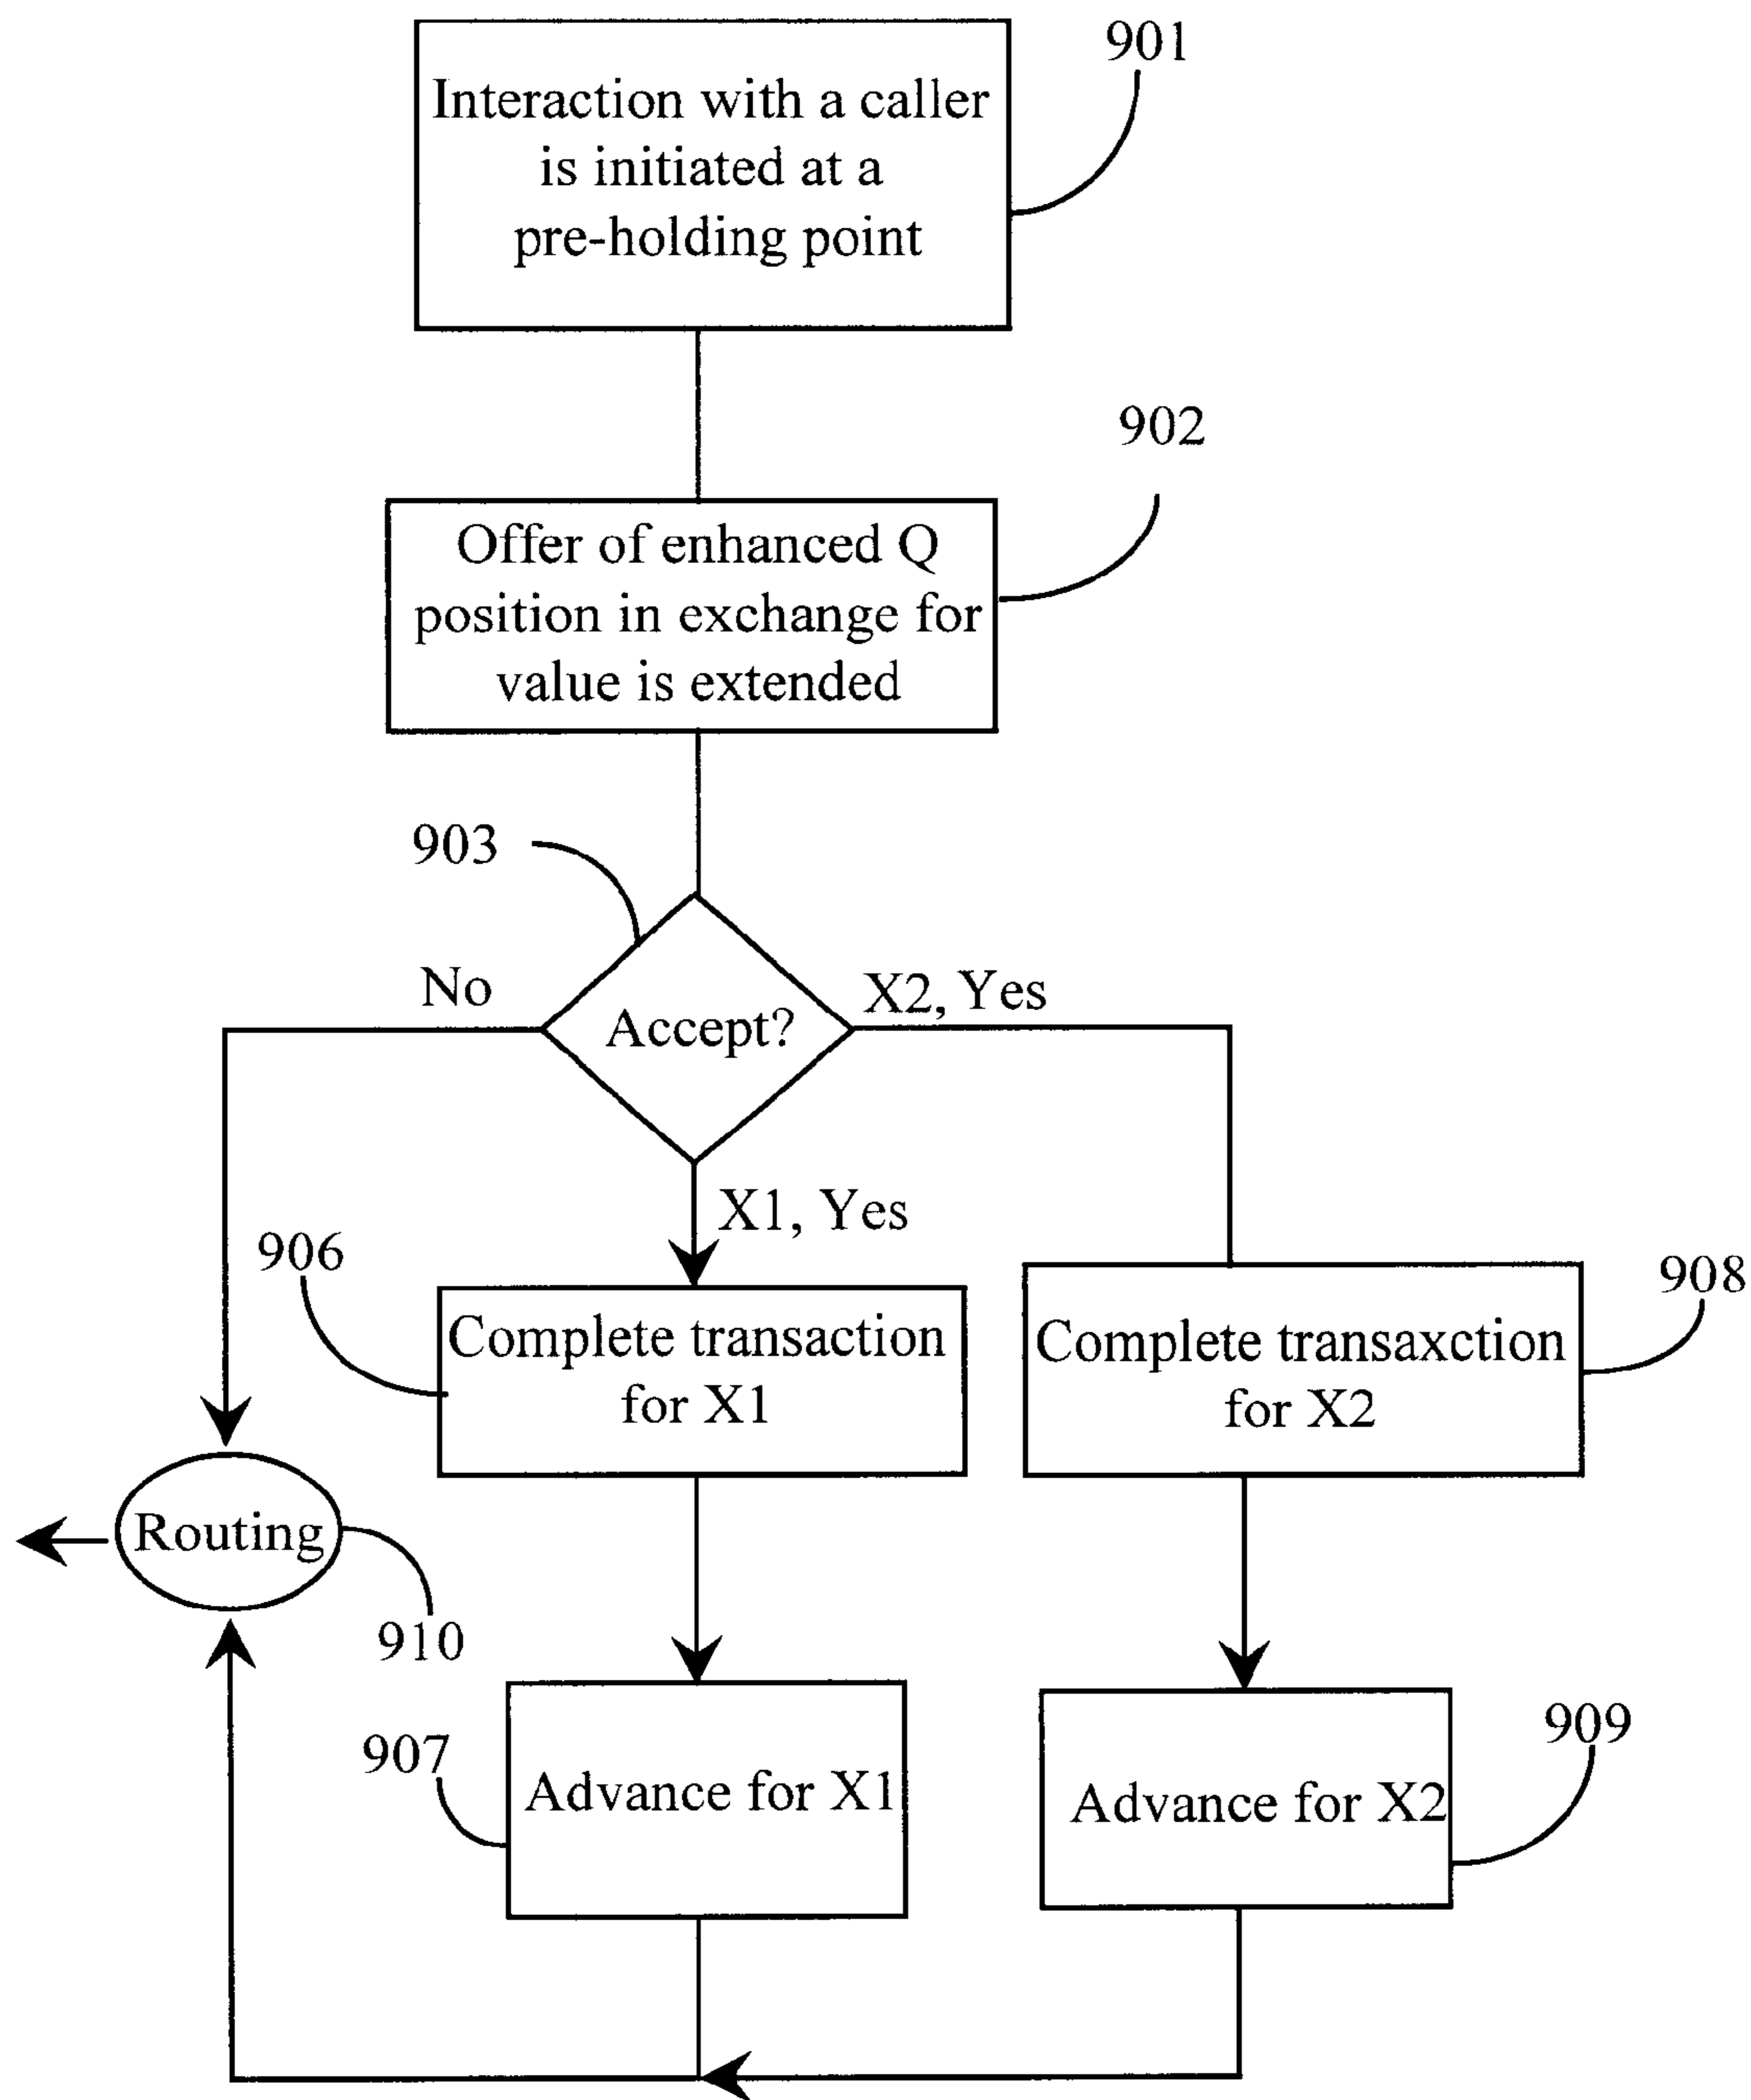 901
Interaction with a caller
is initiated at a
pre-holding point
902
Offer of enhanced Q
position in exchange for
value is extended
903
No
X2, Yes
Accept?
X1, Yes
906
908
Complete transaction
for X1
Complete transaxction
for X2
Routing
910
907
909
Advance for X1
Advance for X2